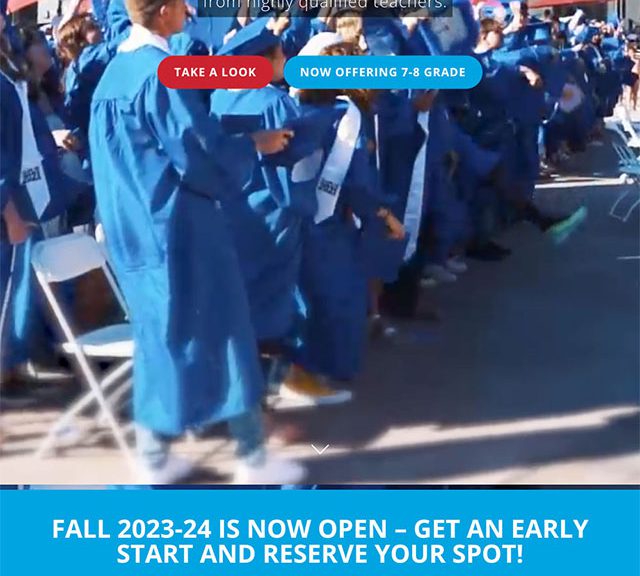 from highly qualified teachers.
TAKE A LOOK
NOW OFFERING 7-8 GRADE
FALL 2023-24 IS NOW OPEN – GET AN EARLY
START AND RESERVE YOUR SPOT!